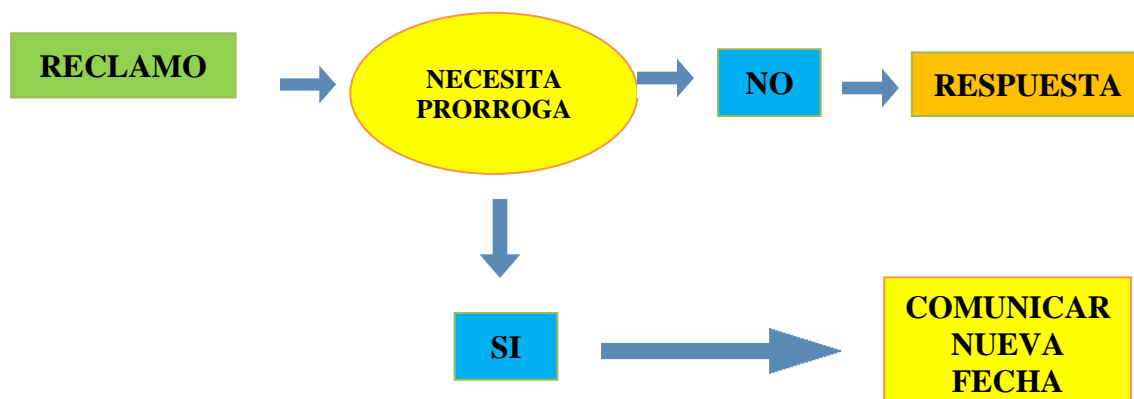 RECLAMO
NECESITA
PRORROGA
NO
RESPUESTA
SI
COMUNICAR
NUEVA
FECHA